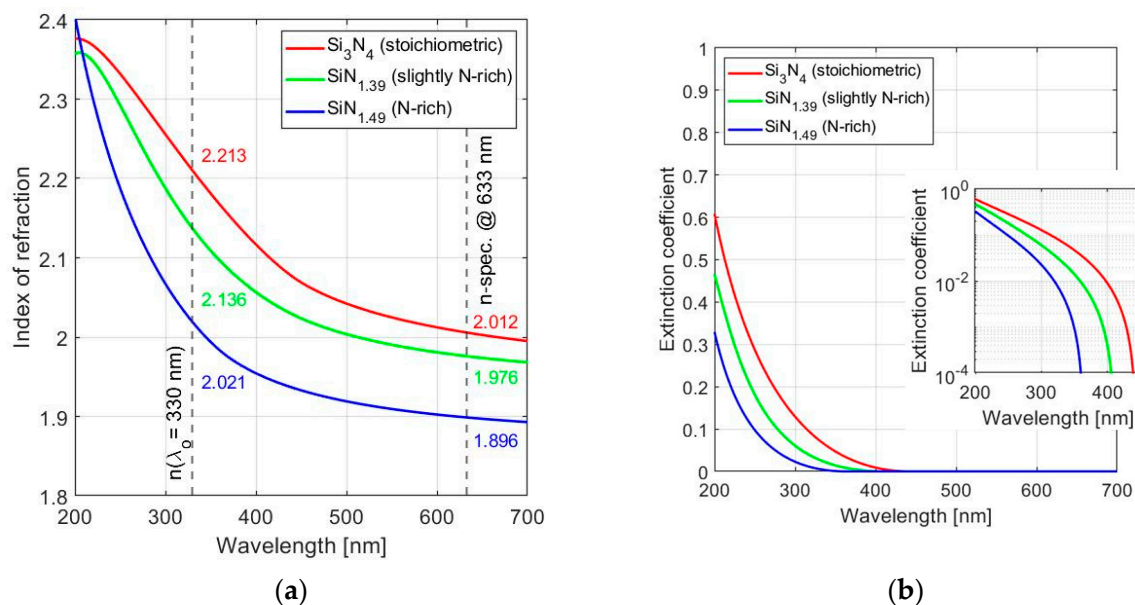 2.4
2.3
2.2
2.1
2
1.9
1.8
Index of refraction
Si3N4 (stoichiometric)
SiN1.39 (slightly N-rich)
SiN1.49 (N-rich)
2.213
2.136
2.021
n(λo = 330 nm)
n-spec. @ 633 nm
2.012
1.976
1.896
200 300 400 500 600 700
Wavelength [nm]
(a)
1
0.9
0.8
0.7
0.6
0.5
0.4
0.3
0.2
0.1
0
Extinction coefficient
Si3N4 (stoichiometric)
SiN1.39 (slightly N-rich)
SiN1.49 (N-rich)
10^0
10^-2
10^-4
Extinction coefficient
200 300 400
Wavelength [nm]
200 300 400 500 600 700
Wavelength [nm]
(b)